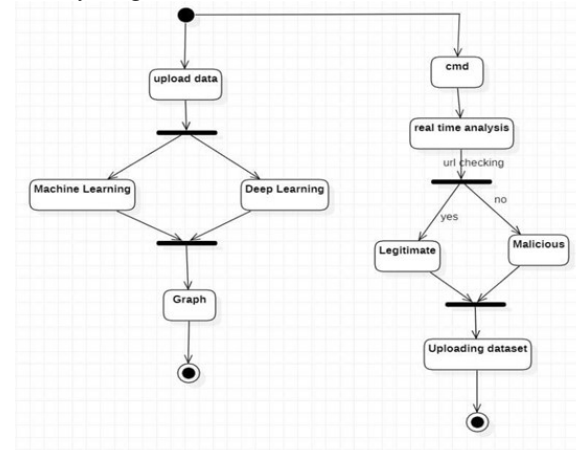 upload data
cmd
real time analysis
url checking
Machine Learning
Deep Learning
yes
no
Legitimate
Malicious
Graph
Uploading dataset